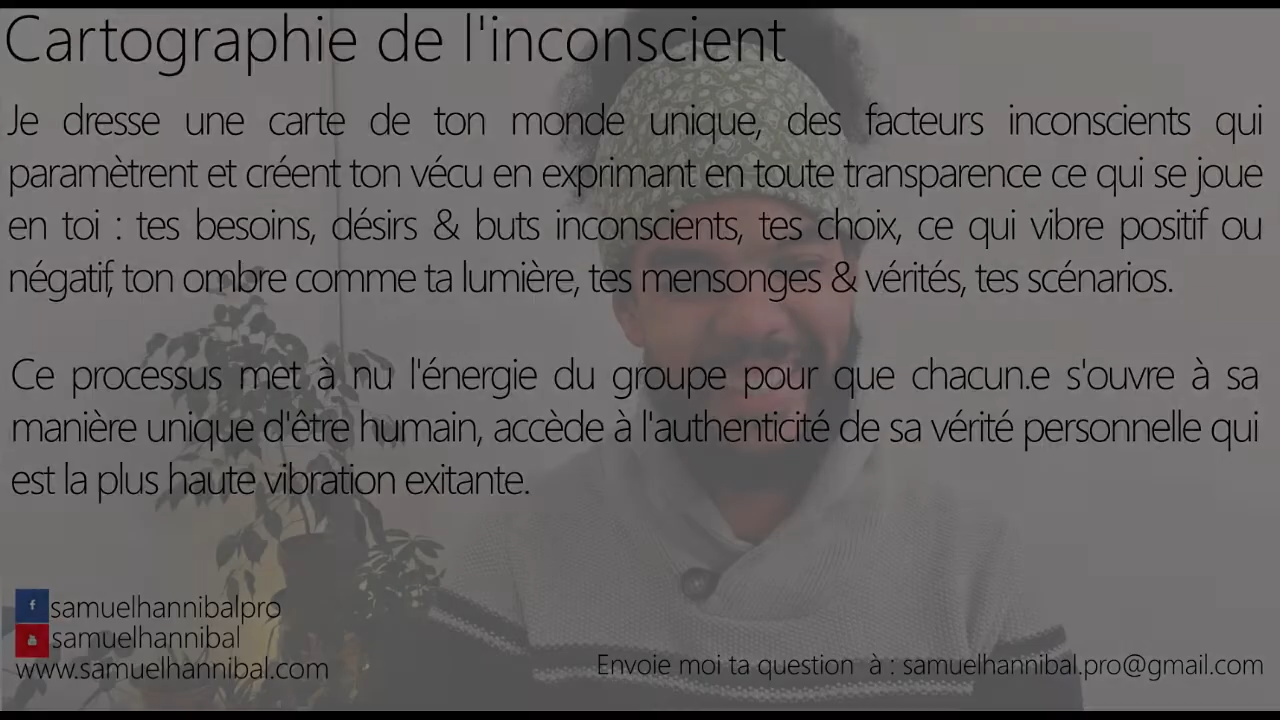 Cartographie de l'inconscient
Je dresse une carte de ton monde unique, des facteurs inconscients qui
paramètrent et créent ton vécu en exprimant en toute transparence ce qui se joue
en toi : tes besoins, désirs & buts inconscients, tes choix, ce qui vibre positif ou
négatif, ton ombre comme ta lumière, tes mensonges & vérités, tes scénarios.
Ce processus met à nu l'énergie du groupe pour que chacun.e s'ouvre à sa
manière unique d'être humain, accède à l'authenticité de sa vérité personnelle qui
est la plus haute vibration exitante.
f samuelhannibalpro
samuelhannibal
www.samuelhannibal.com
Envoie moi ta question à : samuelhannibal.pro@gmail.com